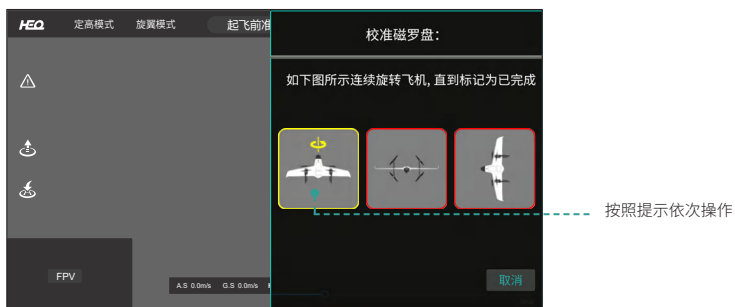 HEQ 定高模式 旋翼模式 起飞前准
校准磁罗盘：
如下图所示连续旋转飞机, 直到标记为已完成
按照提示依次操作
取消
FPV
A.S 0.0m/s G.S 0.0m/s